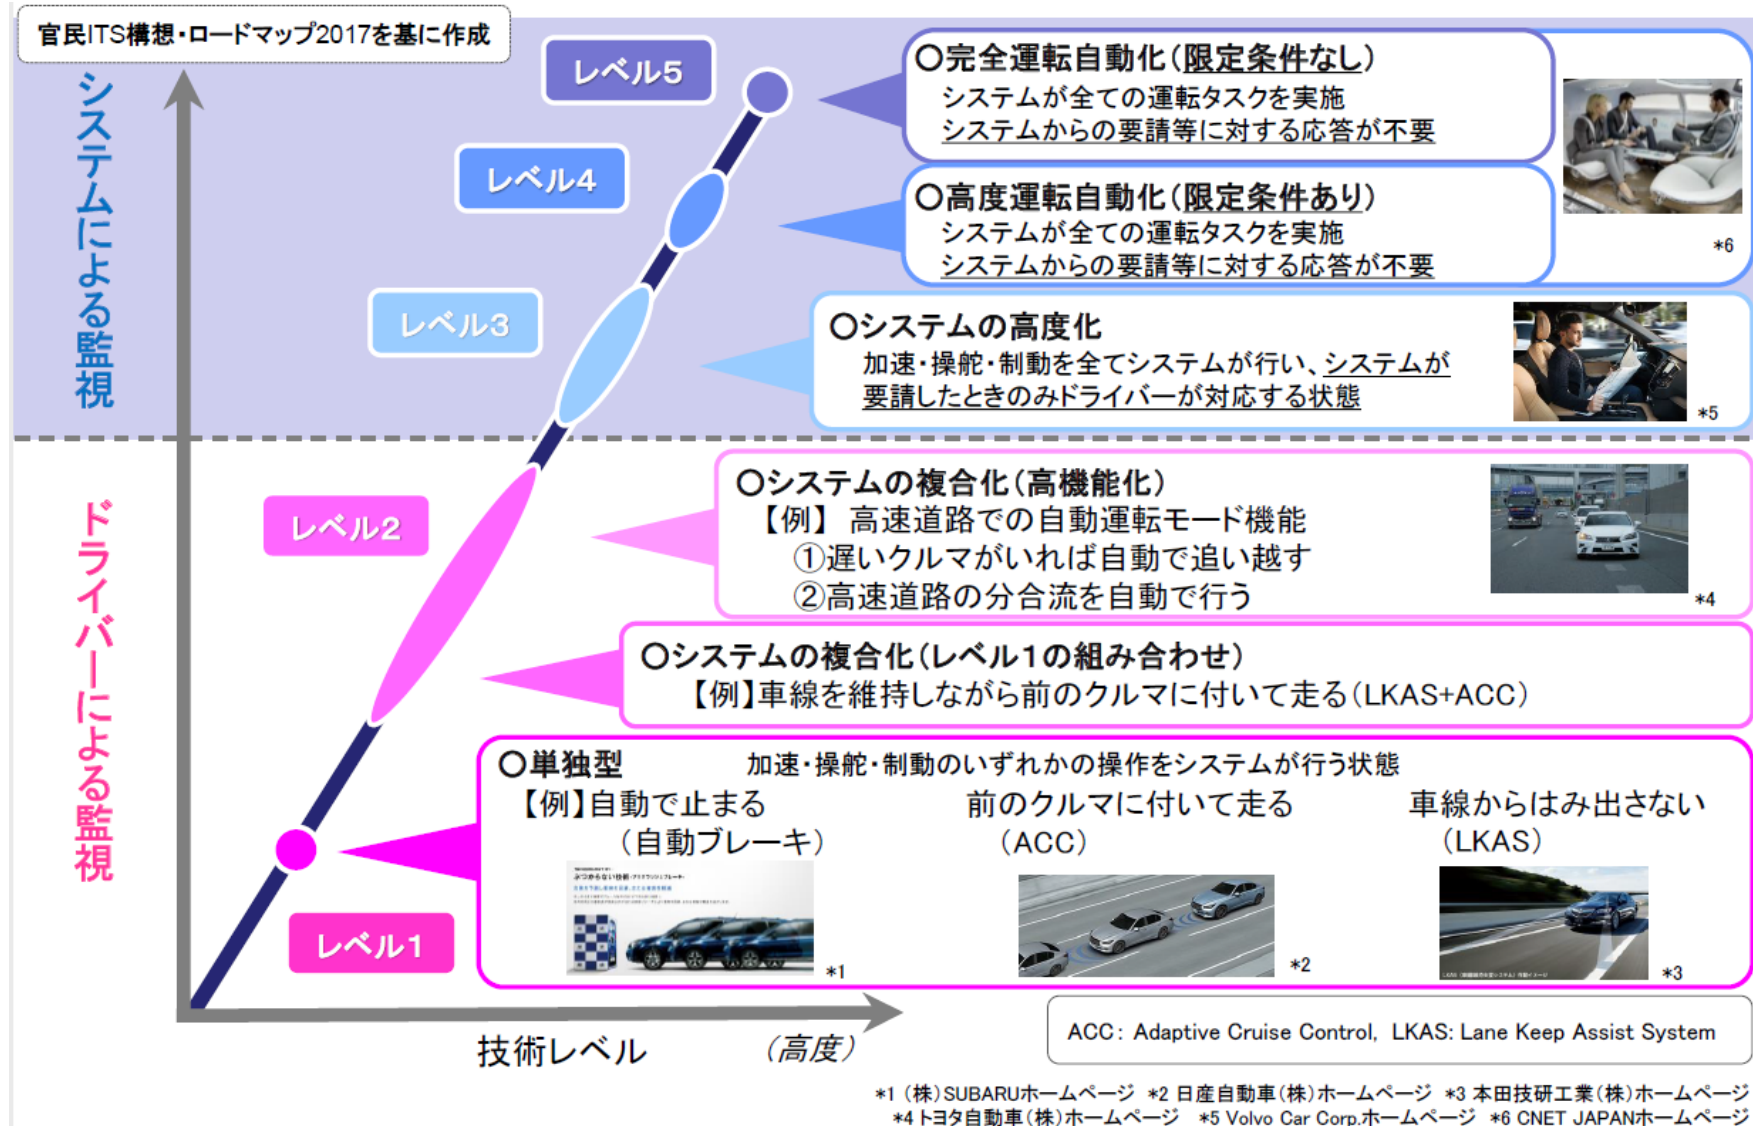 官民ITS構想・ロードマップ2017を基に作成
システムによる監視
ドライバーによる監視
レベル5
○完全運転自動化(限定条件なし)
システムが全ての運転タスクを実施
システムからの要請等に対する応答が不要
レベル4
○高度運転自動化(限定条件あり)
システムが全ての運転タスクを実施
システムからの要請等に対する応答が不要
*6
レベル3
○システムの高度化
加速・操舵・制動を全てシステムが行い、システムが
要請したときのみドライバーが対応する状態
*5
レベル2
○システムの複合化(高機能化)
【例】 高速道路での自動運転モード機能
①遅いクルマがいれば自動で追い越す
②高速道路の分合流を自動で行う
*4
○システムの複合化(レベル1の組み合わせ)
【例】車線を維持しながら前のクルマに付いて走る(LKAS+ACC)
レベル1
○単独型 加速・操舵・制動のいずれかの操作をシステムが行う状態
【例】自動で止まる
(自動ブレーキ)
前のクルマに付いて走る
(ACC)
車線からはみ出さない
(LKAS)
ぶつからない技術
*1
*2
*3
技術レベル (高度)
ACC: Adaptive Cruise Control, LKAS: Lane Keep Assist System
*1 (株)SUBARUホームページ *2 日産自動車(株)ホームページ *3 本田技研工業(株)ホームページ
*4 トヨタ自動車(株)ホームページ *5 Volvo Car Corp.ホームページ *6 CNET JAPANホームページ